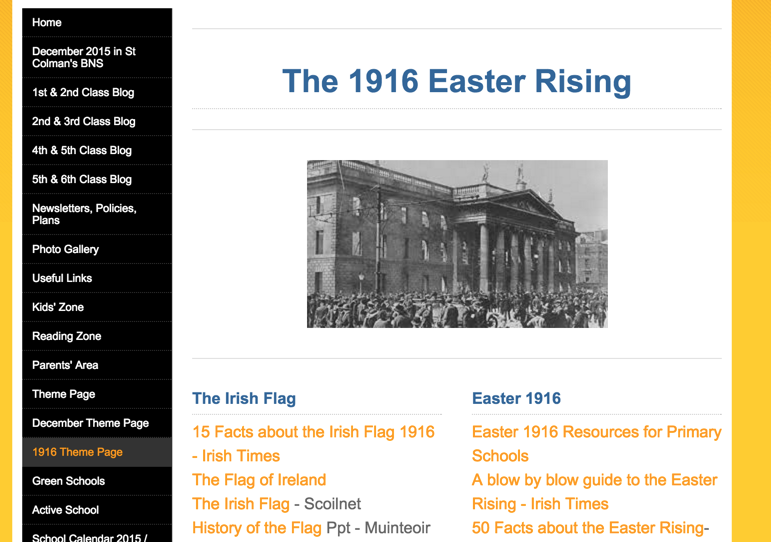 Home
December 2015 in St
Colman's BNS
1st & 2nd Class Blog
2nd & 3rd Class Blog
4th & 5th Class Blog
5th & 6th Class Blog
Newsletters, Policies,
Plans
Photo Gallery
Useful Links
Kids' Zone
Reading Zone
Parents' Area
Theme Page
December Theme Page
1916 Theme Page
Green Schools
Active School
School Calendar 2015 /
The 1916 Easter Rising
The Irish Flag
15 Facts about the Irish Flag 1916
- Irish Times
The Flag of Ireland
The Irish Flag - Scoilnet
History of the Flag Ppt - Muinteoir
Easter 1916
Easter 1916 Resources for Primary
Schools
A blow by blow guide to the Easter
Rising - Irish Times
50 Facts about the Easter Rising-